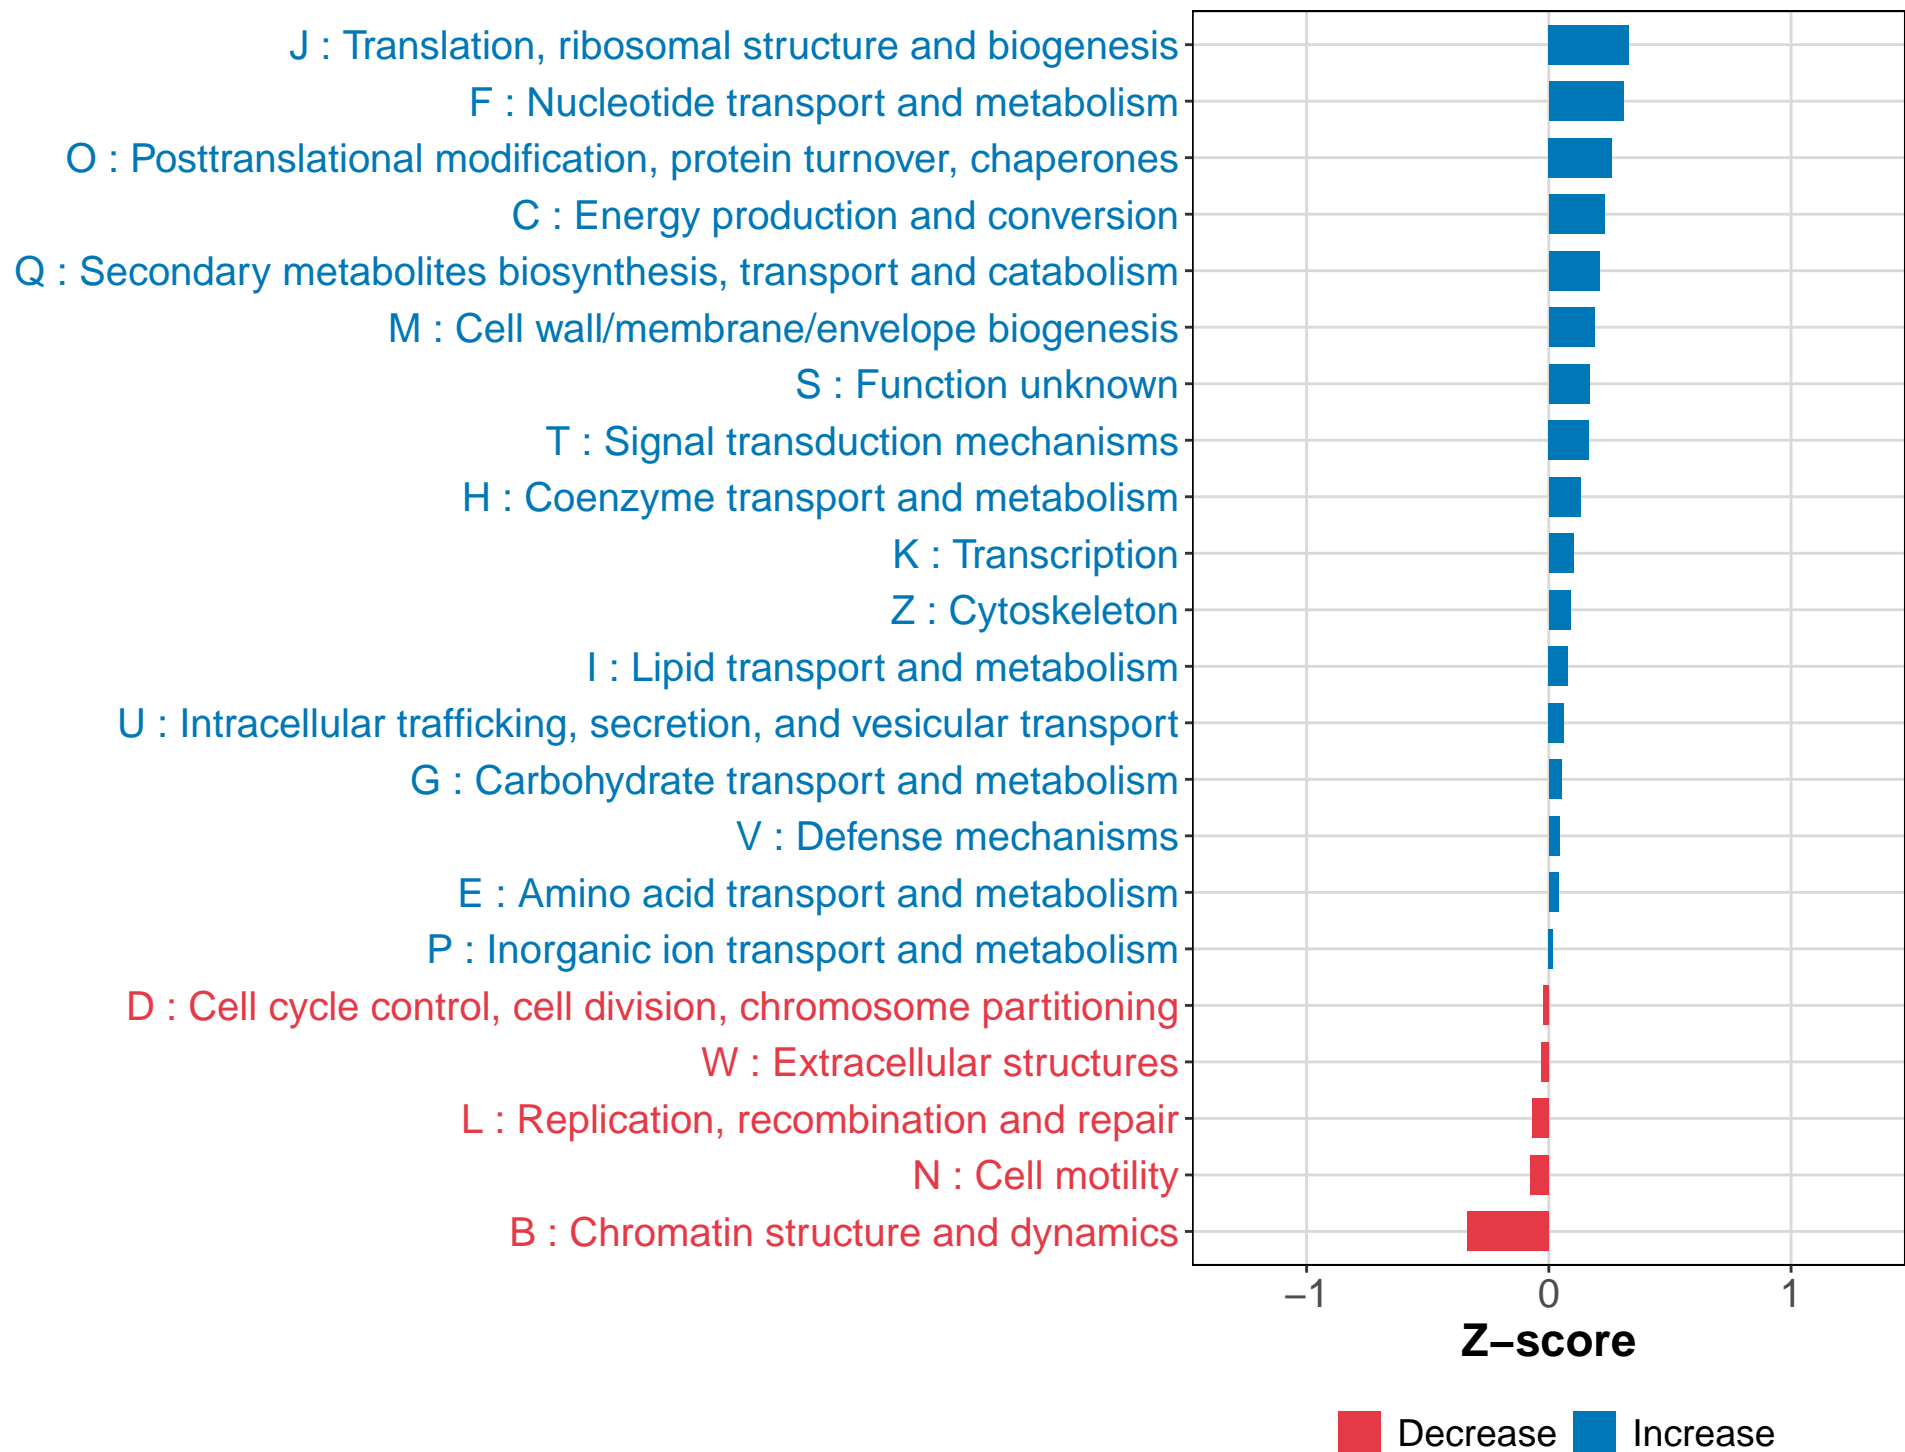 J : Translation, ribosomal structure and biogenesis
F : Nucleotide transport and metabolism
O : Posttranslational modification, protein turnover, chaperones
C : Energy production and conversion
Q : Secondary metabolites biosynthesis, transport and catabolism
M : Cell wall/membrane/envelope biogenesis
S : Function unknown
T : Signal transduction mechanisms
H : Coenzyme transport and metabolism
K : Transcription
Z : Cytoskeleton
I : Lipid transport and metabolism
U : Intracellular trafficking, secretion, and vesicular transport
G : Carbohydrate transport and metabolism
V : Defense mechanisms
E : Amino acid transport and metabolism
P : Inorganic ion transport and metabolism
D : Cell cycle control, cell division, chromosome partitioning
W : Extracellular structures
L : Replication, recombination and repair
N : Cell motility
B : Chromatin structure and dynamics
−1 0 1
Z−score
Decrease Increase